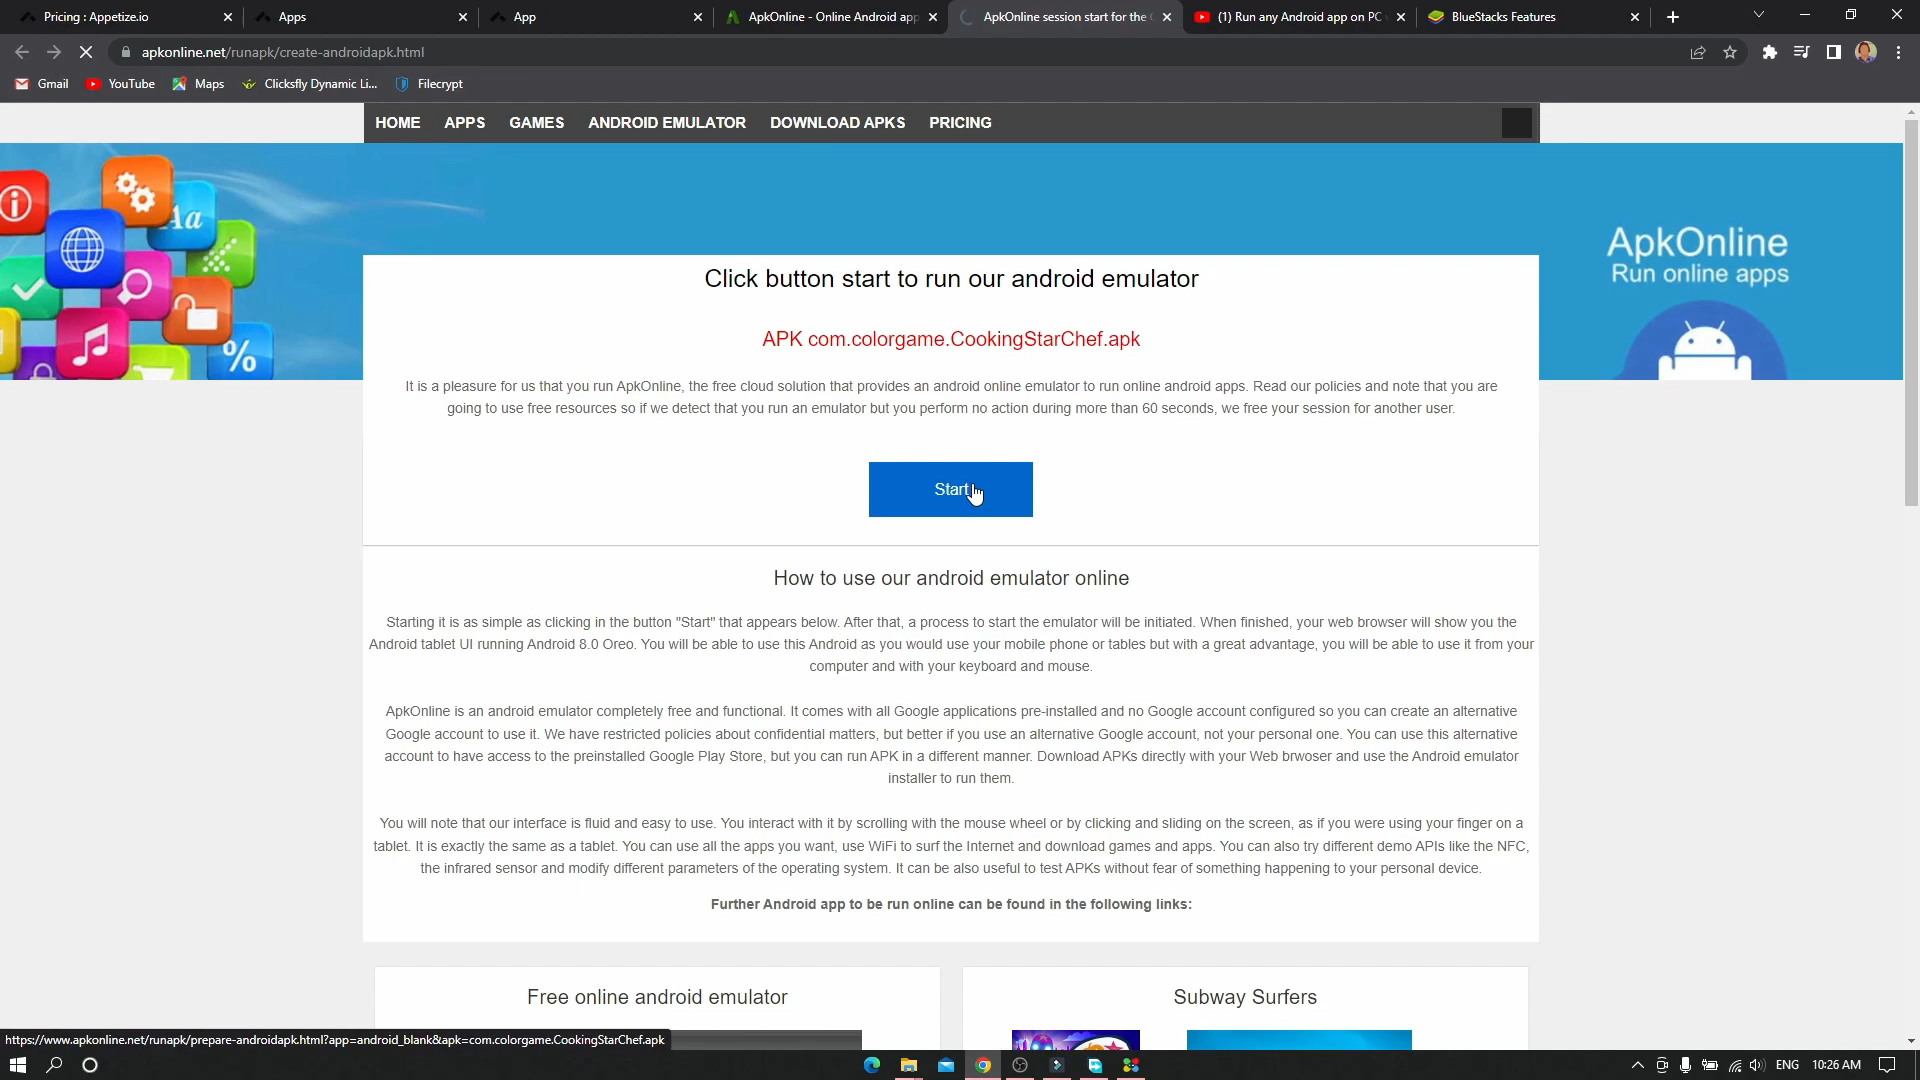 Pricing : Appetize.io
Apps
App
ApkOnline - Online Android app
ApkOnline session start for the
(1) Run any Android app on PC
BlueStacks Features
apkonline.net/runapk/create-androidapk.html
Gmail
YouTube
Maps
Clicksfly Dynamic Li...
Filecrypt
HOME
APPS
GAMES
ANDROID EMULATOR
DOWNLOAD APKS
PRICING
Aa
%
ApkOnline
Run online apps
Click button start to run our android emulator
APK com.colorgame.CookingStarChef.apk
It is a pleasure for us that you run ApkOnline, the free cloud solution that provides an android online emulator to run online android apps. Read our policies and note that you are
going to use free resources so if we detect that you run an emulator but you perform no action during more than 60 seconds, we free your session for another user.
Start
How to use our android emulator online
Starting it is as simple as clicking in the button "Start" that appears below. After that, a process to start the emulator will be initiated. When finished, your web browser will show you the
Android tablet UI running Android 8.0 Oreo. You will be able to use this Android as you would use your mobile phone or tables but with a great advantage, you will be able to use it from your
computer and with your keyboard and mouse.
ApkOnline is an android emulator completely free and functional. It comes with all Google applications pre-installed and no Google account configured so you can create an alternative
Google account to use it. We have restricted policies about confidential matters, but better if you use an alternative Google account, not your personal one. You can use this alternative
account to have access to the preinstalled Google Play Store, but you can run APK in a different manner. Download APKs directly with your Web brwoser and use the Android emulator
installer to run them.
You will note that our interface is fluid and easy to use. You interact with it by scrolling with the mouse wheel or by clicking and sliding on the screen, as if you were using your finger on a
tablet. It is exactly the same as a tablet. You can use all the apps you want, use WiFi to surf the Internet and download games and apps. You can also try different demo APIs like the NFC,
the infrared sensor and modify different parameters of the operating system. It can be also useful to test APKs without fear of something happening to your personal device.
Further Android app to be run online can be found in the following links:
Free online android emulator
Subway Surfers
https://www.apkonline.net/runapk/prepare-androidapk.html?app=android_blank&apk=com.colorgame.CookingStarChef.apk
ENG
10:26 AM